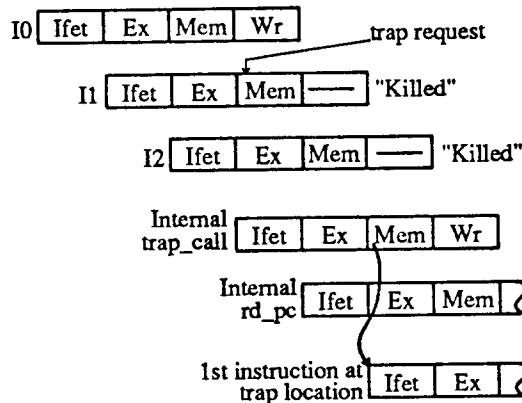 I0 Ifet Ex Mem Wr
trap request
I1 Ifet Ex Mem "Killed"
I2 Ifet Ex Mem "Killed"
Internal
trap_call Ifet Ex Mem Wr
Internal
rd_pc Ifet Ex Mem
1st instruction at
trap location Ifet Ex